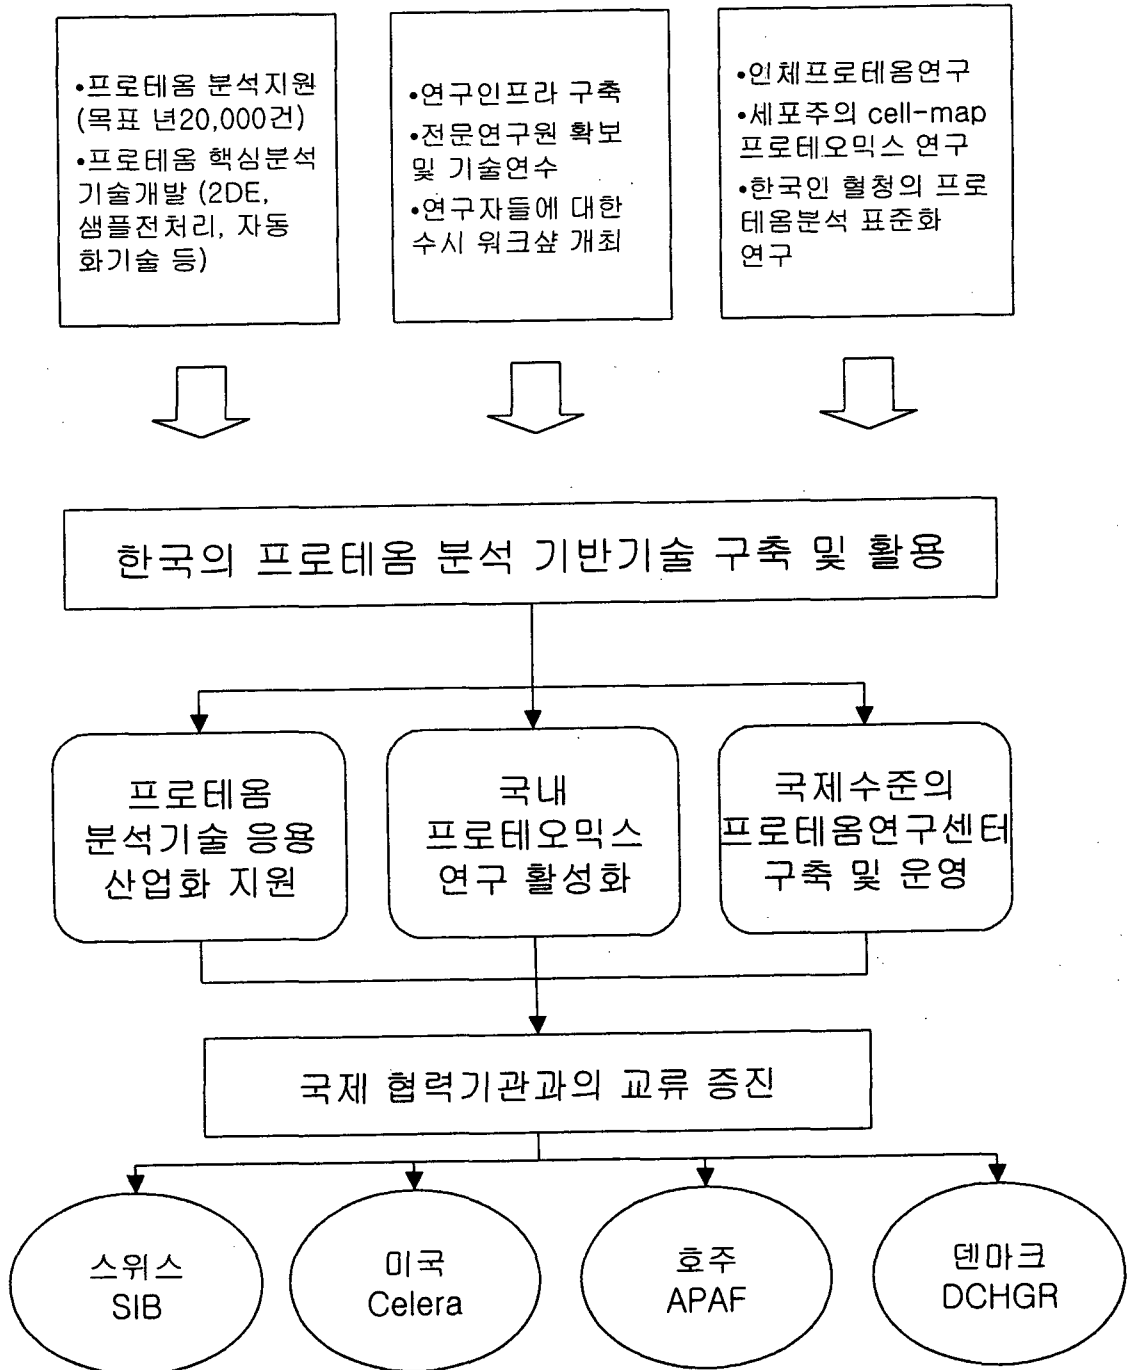 •프로테옴 분석지원
(목표 년20,000건)
•프로테옴 핵심분석
기술개발 (2DE,
샘플전처리, 자동
화기술 등)
•연구인프라 구축
•전문연구원 확보
및 기술연수
•연구자들에 대한
수시 워크샾 개최
•인체프로테옴연구
•세포주의 cell-map
프로테오믹스 연구
•한국인 혈청의 프로
테옴분석 표준화
연구
한국의 프로테옴 분석 기반기술 구축 및 활용
프로테옴
분석기술 응용
산업화 지원
국내
프로테오믹스
연구 활성화
국제수준의
프로테옴연구센터
구축 및 운영
국제 협력기관과의 교류 증진
스위스
SIB
미국
Celera
호주
APAF
덴마크
DCHGR